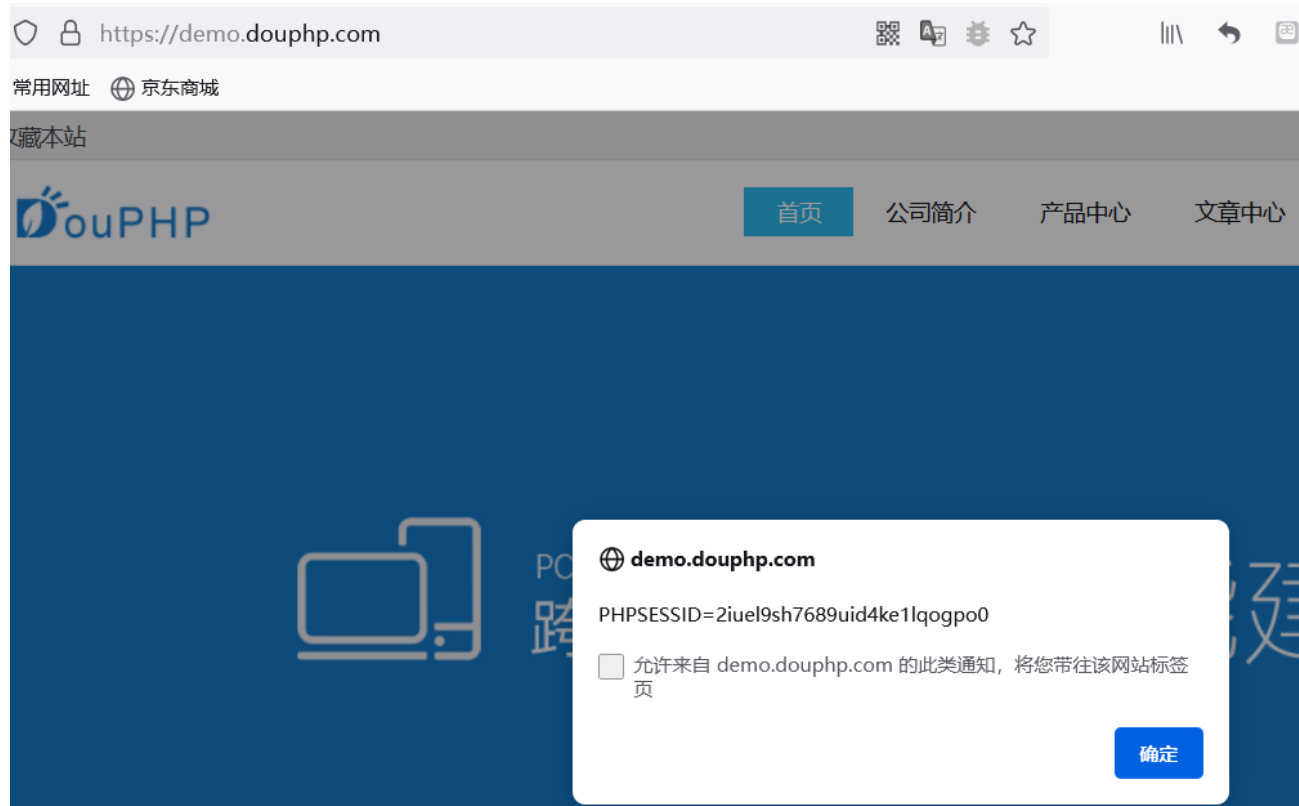 https://demo.douphp.com
常用网址 京东商城
收藏本站
DouPHP 首页 公司简介 产品中心 文章中心
demo.douphp.com
PC
PHPSESSID=2iuel9sh7689uid4ke1lqogpo0
跨
允许来自 demo.douphp.com 的此类通知，将您带往该网站标签
页
确定